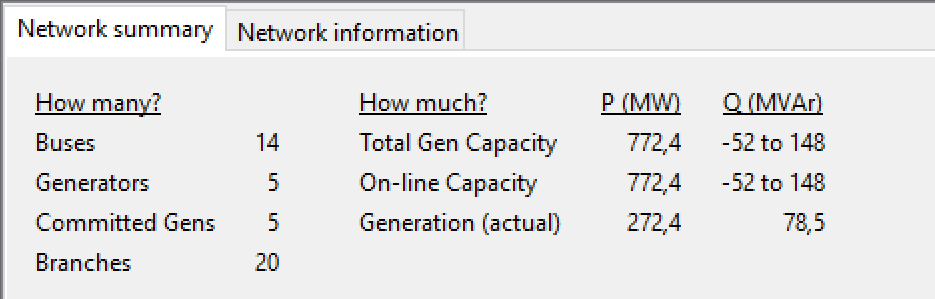 Network summary Network information
How many? How much? P (MW) Q (MVAr)
Buses 14 Total Gen Capacity 772,4 -52 to 148
Generators 5 On-line Capacity 772,4 -52 to 148
Committed Gens 5 Generation (actual) 272,4 78,5
Branches 20